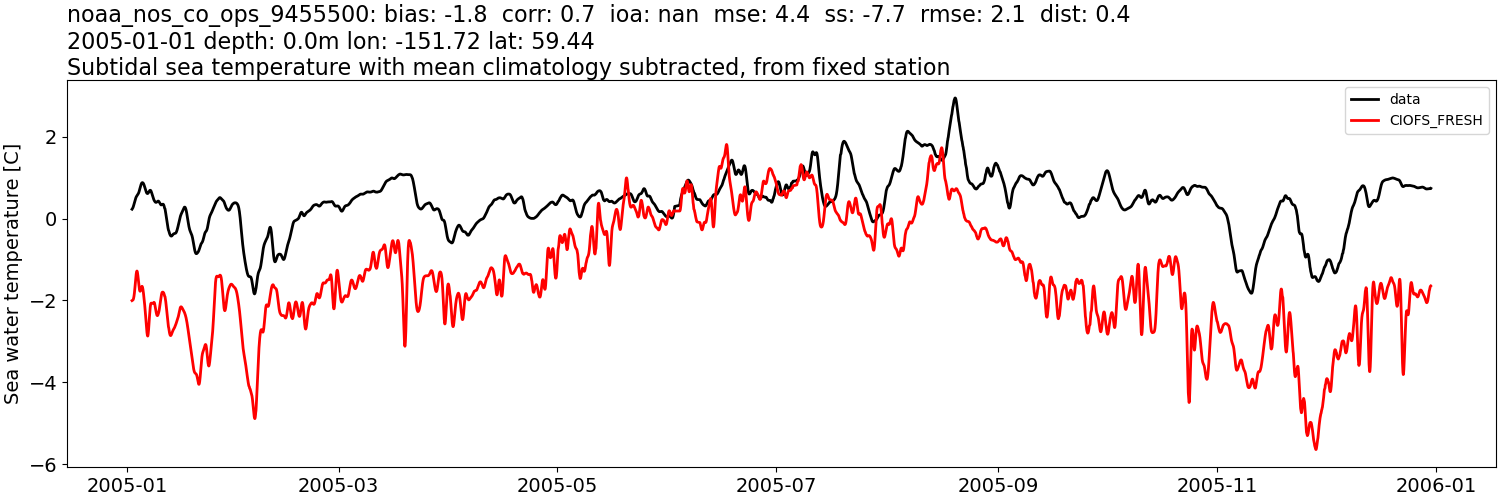 noaa_nos_co_ops_9455500: bias: -1.8 corr: 0.7 ioa: nan mse: 4.4 ss: -7.7 rmse: 2.1 dist: 0.4
2005-01-01 depth: 0.0m lon: -151.72 lat: 59.44
Subtidal sea temperature with mean climatology subtracted, from fixed station
data
CIOFS_FRESH
Sea water temperature [C]
2
0
−2
−4
−6
2005-01
2005-03
2005-05
2005-07
2005-09
2005-11
2006-01